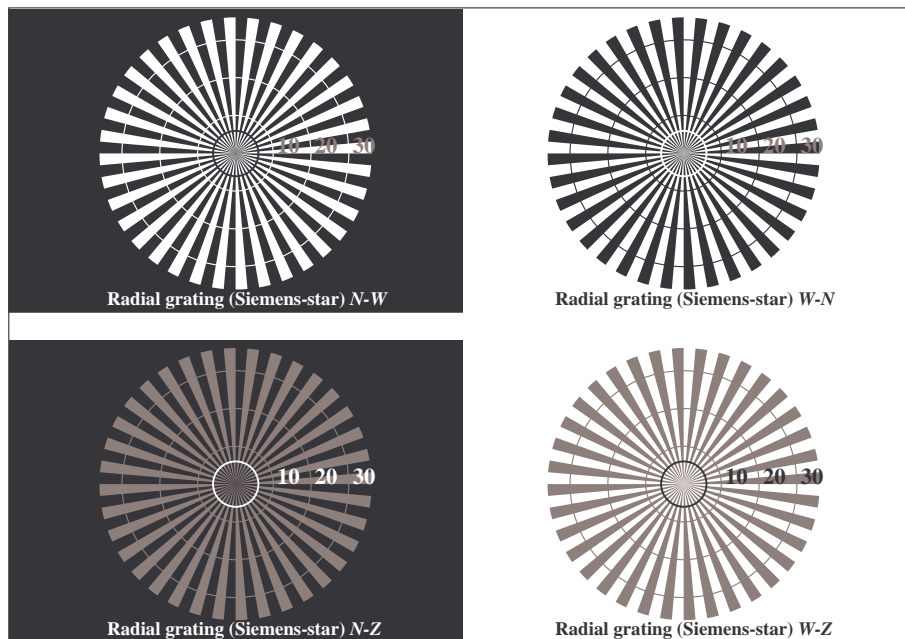 10 20 30
Radial grating (Siemens-star) N-W
10 20 30
Radial grating (Siemens-star) W-N
10 20 30
Radial grating (Siemens-star) N-Z
10 20 30
Radial grating (Siemens-star) W-Z